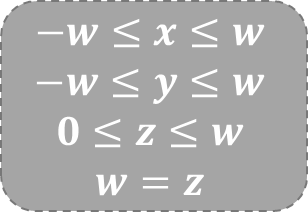 −w ≤ x ≤ w
−w ≤ y ≤ w
0 ≤ z ≤ w
w = z